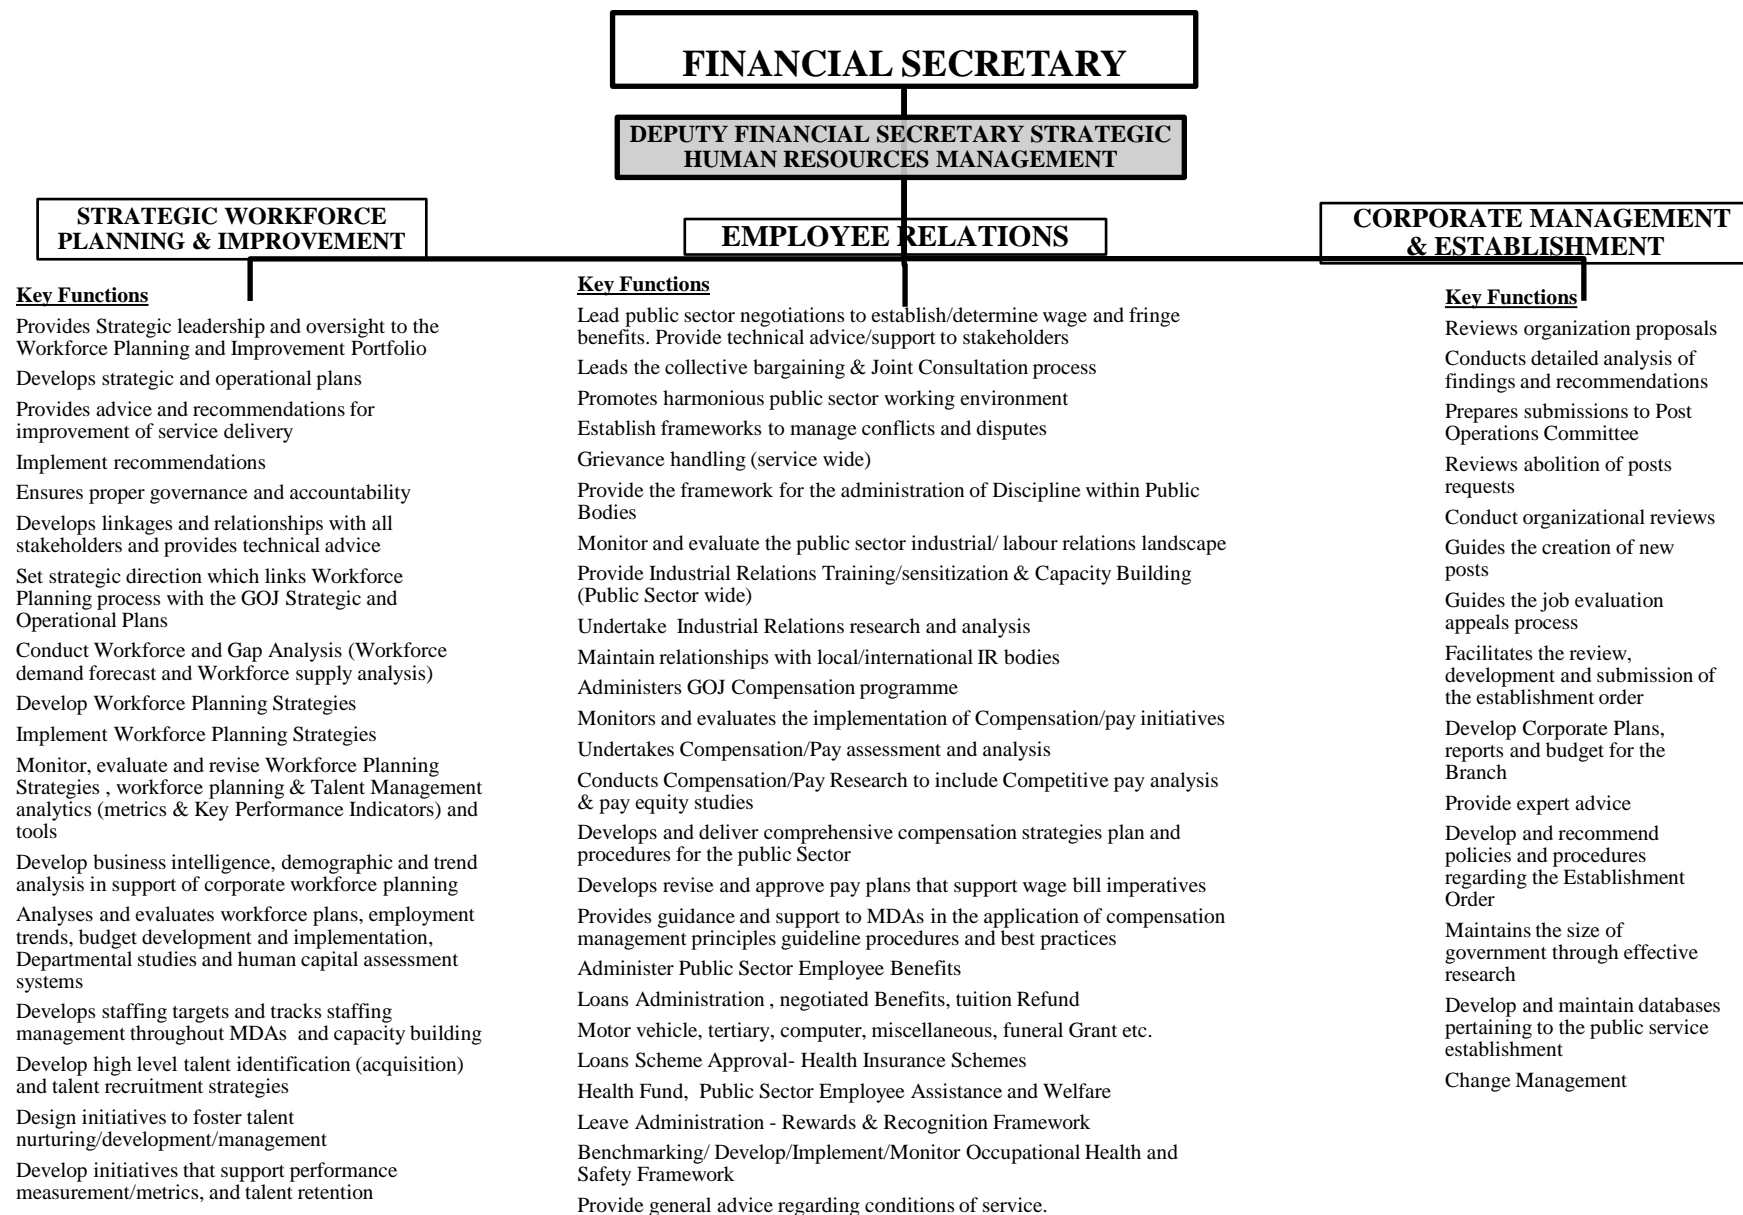 FINANCIAL SECRETARY
DEPUTY FINANCIAL SECRETARY STRATEGIC
HUMAN RESOURCES MANAGEMENT
STRATEGIC WORKFORCE
PLANNING & IMPROVEMENT
Key Functions
Provides Strategic leadership and oversight to the
Workforce Planning and Improvement Portfolio
Develops strategic and operational plans
Provides advice and recommendations for
improvement of service delivery
Implement recommendations
Ensures proper governance and accountability
Develops linkages and relationships with all
stakeholders and provides technical advice
Set strategic direction which links Workforce
Planning process with the GOJ Strategic and
Operational Plans
Conduct Workforce and Gap Analysis (Workforce
demand forecast and Workforce supply analysis)
Develop Workforce Planning Strategies
Implement Workforce Planning Strategies
Monitor, evaluate and revise Workforce Planning
Strategies , workforce planning & Talent Management
analytics (metrics & Key Performance Indicators) and
tools
Develop business intelligence, demographic and trend
analysis in support of corporate workforce planning
Analyses and evaluates workforce plans, employment
trends, budget development and implementation,
Departmental studies and human capital assessment
systems
Develops staffing targets and tracks staffing
management throughout MDAs and capacity building
Develop high level talent identification (acquisition)
and talent recruitment strategies
Design initiatives to foster talent
nurturing/development/management
Develop initiatives that support performance
measurement/metrics, and talent retention
EMPLOYEE RELATIONS
Key Functions
Lead public sector negotiations to establish/determine wage and fringe
benefits. Provide technical advice/support to stakeholders
Leads the collective bargaining & Joint Consultation process
Promotes harmonious public sector working environment
Establish frameworks to manage conflicts and disputes
Grievance handling (service wide)
Provide the framework for the administration of Discipline within Public
Bodies
Monitor and evaluate the public sector industrial/ labour relations landscape
Provide Industrial Relations Training/sensitization & Capacity Building
(Public Sector wide)
Undertake Industrial Relations research and analysis
Maintain relationships with local/international IR bodies
Administers GOJ Compensation programme
Monitors and evaluates the implementation of Compensation/pay initiatives
Undertakes Compensation/Pay assessment and analysis
Conducts Compensation/Pay Research to include Competitive pay analysis
& pay equity studies
Develops and deliver comprehensive compensation strategies plan and
procedures for the public Sector
Develops revise and approve pay plans that support wage bill imperatives
Provides guidance and support to MDAs in the application of compensation
management principles guideline procedures and best practices
Administer Public Sector Employee Benefits
Loans Administration , negotiated Benefits, tuition Refund
Motor vehicle, tertiary, computer, miscellaneous, funeral Grant etc.
Loans Scheme Approval- Health Insurance Schemes
Health Fund, Public Sector Employee Assistance and Welfare
Leave Administration - Rewards & Recognition Framework
Benchmarking/ Develop/Implement/Monitor Occupational Health and
Safety Framework
Provide general advice regarding conditions of service.
CORPORATE MANAGEMENT
& ESTABLISHMENT
Key Functions
Reviews organization proposals
Conducts detailed analysis of
findings and recommendations
Prepares submissions to Post
Operations Committee
Reviews abolition of posts
requests
Conduct organizational reviews
Guides the creation of new
posts
Guides the job evaluation
appeals process
Facilitates the review,
development and submission of
the establishment order
Develop Corporate Plans,
reports and budget for the
Branch
Provide expert advice
Develop and recommend
policies and procedures
regarding the Establishment
Order
Maintains the size of
government through effective
research
Develop and maintain databases
pertaining to the public service
establishment
Change Management